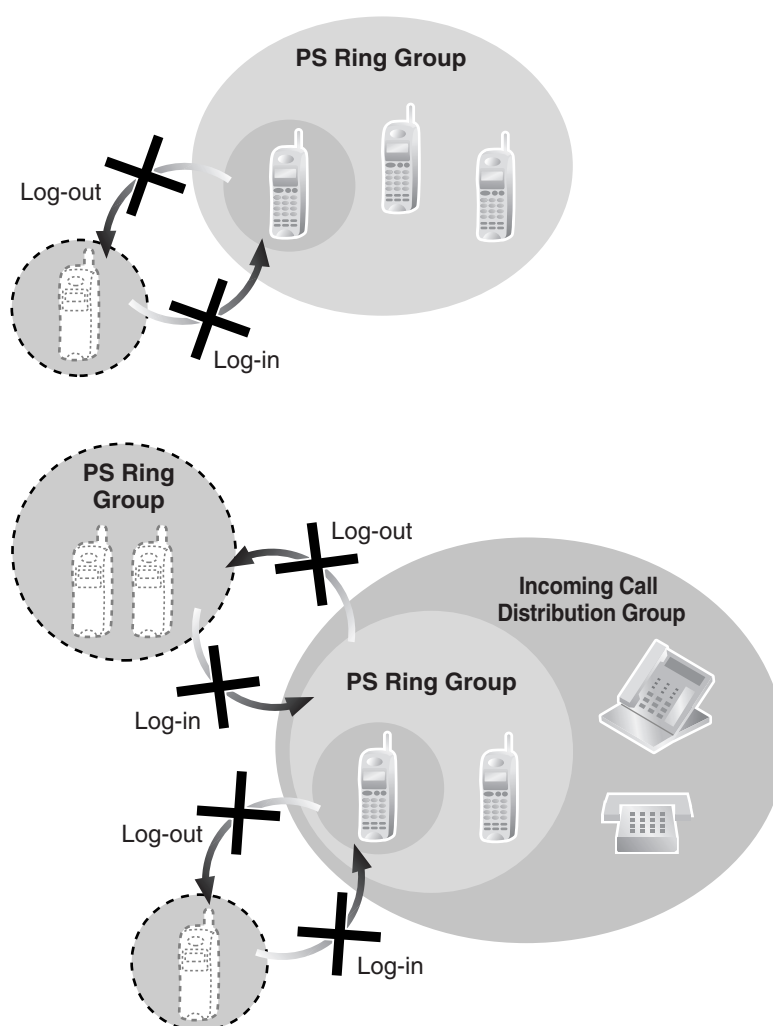 PS Ring Group
Log-out
Log-in
PS Ring
Group
Log-out
Incoming Call
Distribution Group
PS Ring Group
Log-in
Log-out
Log-in